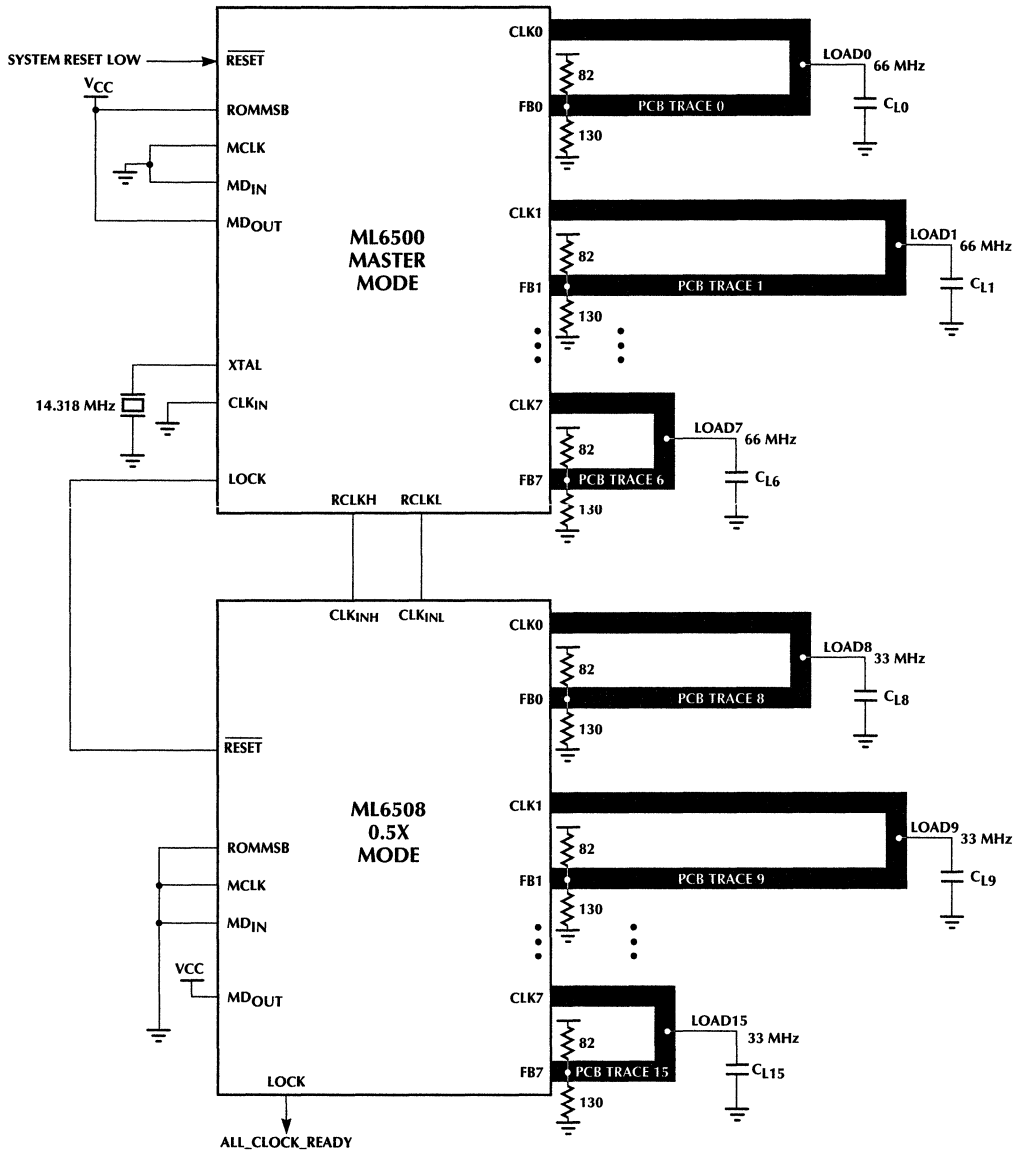 SYSTEM RESET LOW
RESET
VCC
ROMMSB
MCLK
MDIN
MDOUT
ML6500
MASTER
MODE
XTAL
14.318 MHz
CLKIN
LOCK
RCLKH
RCLKL
CLK0
82
FB0
PCB TRACE 0
130
LOAD0
66 MHz
CL0
CLK1
82
FB1
PCB TRACE 1
130
LOAD1
66 MHz
CL1
CLK7
82
FB7
PCB TRACE 6
130
LOAD7
66 MHz
CL6
CLKINH
CLKINL
RESET
ML6508
0.5X
MODE
ROMMSB
MCLK
MDIN
VCC
MDOUT
LOCK
ALL_CLOCK_READY
CLK0
82
FB0
PCB TRACE 8
130
LOAD8
33 MHz
CL8
CLK1
82
FB1
PCB TRACE 9
130
LOAD9
33 MHz
CL9
CLK7
82
FB7
PCB TRACE 15
130
LOAD15
33 MHz
CL15